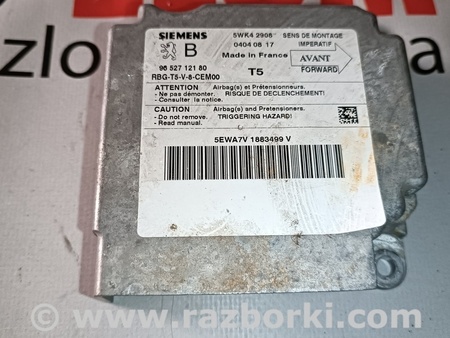 SIEMENS
B
5WK4 2908
0404 08 17
Made in France
T5
SENS DE MONTAGE
IMPERATIF
AVANT
FORWARD
96 527 121 80
RBG-T5-V-8-CEM00
ATTENTION Airbag(s) et Prétensionneurs.
- Ne pas démonter. RISQUE DE DECLENCHEMENT!
- Consulter la notice.
CAUTION Airbag(s) and Pretensioners.
- Do not remove. TRIGGERING HAZARD!
- Read manual.
5EWA7V 1883499 V
www.razborki.com